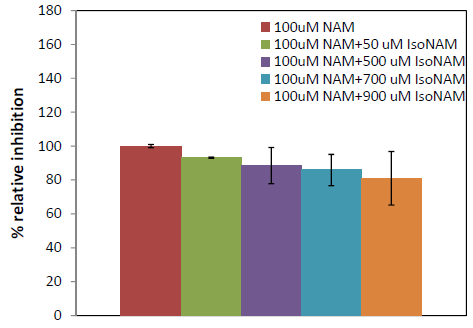 180
160
140
120
100
80
60
40
20
0
% relative inhibition
100uM NAM
100uM NAM+50 uM IsoNAM
100uM NAM+500 uM IsoNAM
100uM NAM+700 uM IsoNAM
100uM NAM+900 uM IsoNAM